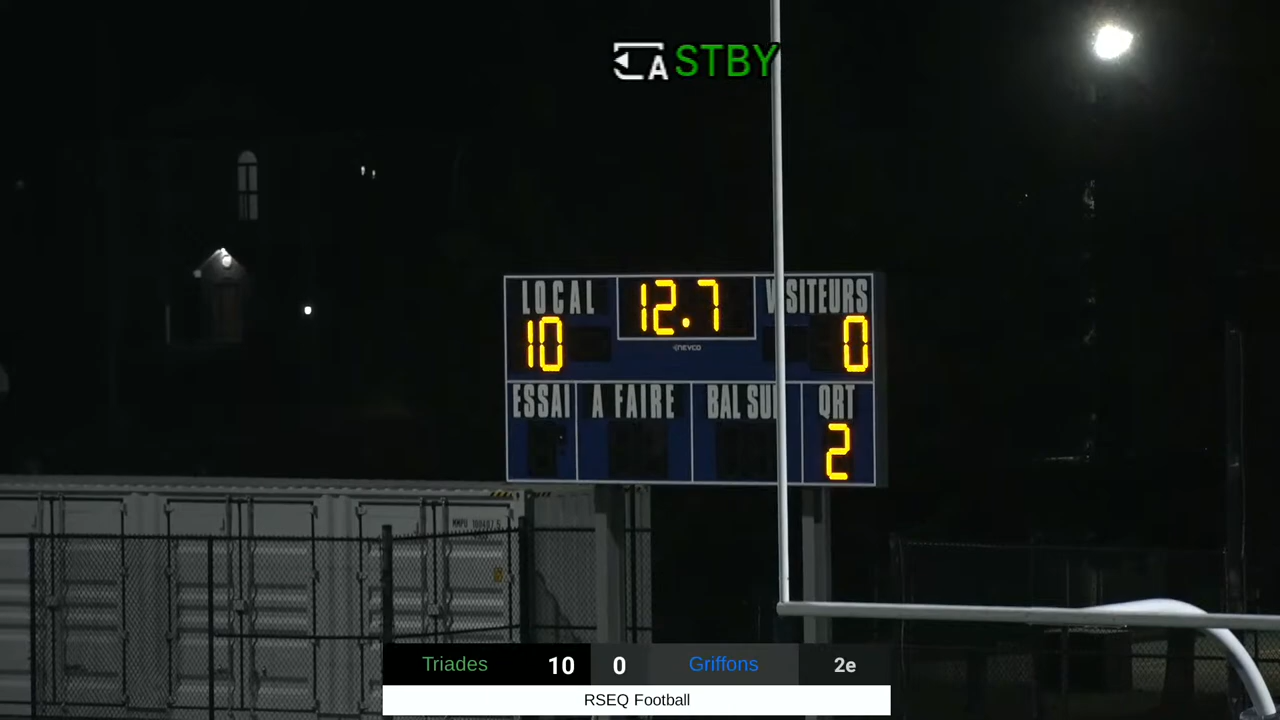 A STBY
LOCAL 12.7 VISITEURS
10 0
NEVCO
ESSAI A FAIRE BAL SUR QRT
2
Triades 10 0 Griffons 2e
RSEQ Football